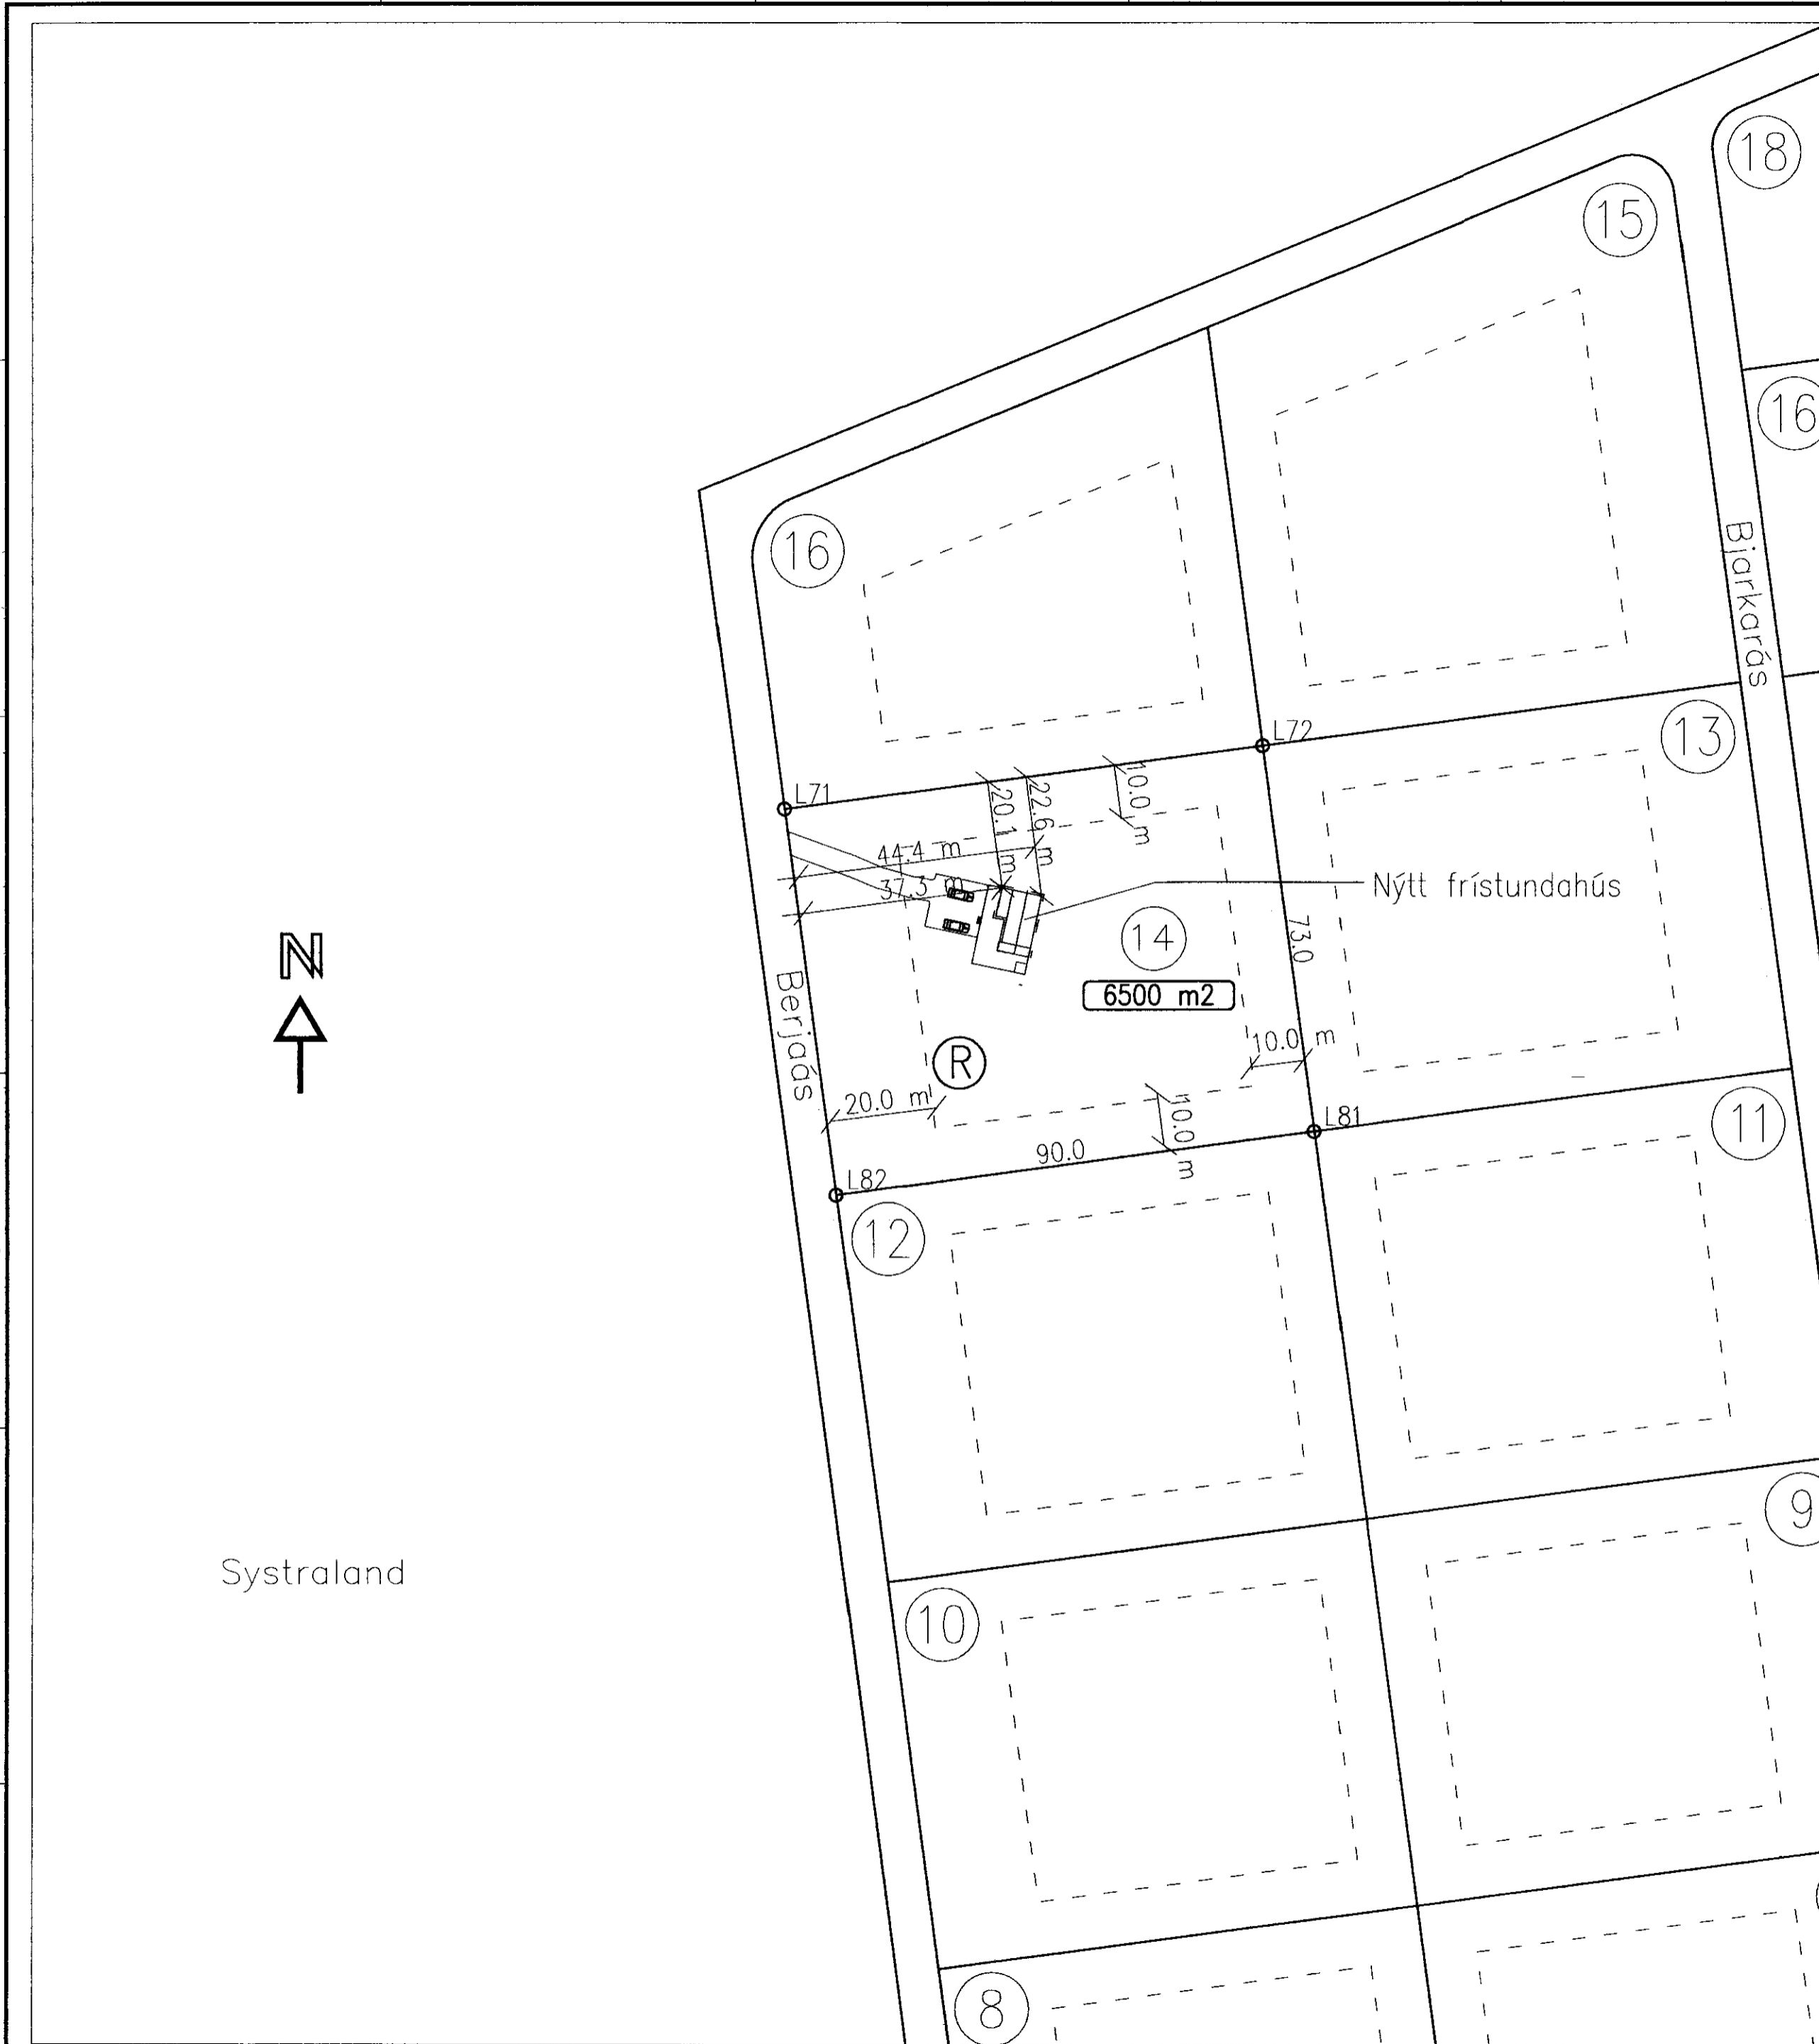 18
15
16
16
Bjarkarás
L72
13
L71
10.0 m
22.6 m
20.1 m
44.4 m
37.3 m
Nýtt frístundahús
14
73.0
N
6500 m2
Berjaás
10.0 m
R
20.0 m
10.0 m
L81
11
90.0
L82
12
9
Systraland
10
8